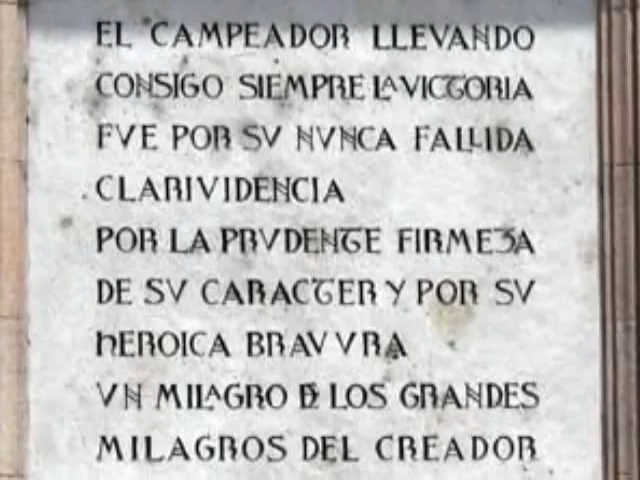 EL CAMPEADOR LLEVANDO
CONSIGO SIEMPRE LA VICTORIA
FVE POR SV NVNCA FALLIDA
CLARIVIDENCIA
POR LA PRVDENTE FIRMEZA
DE SV CARACTER Y POR SV
HEROICA BRAVVRA
VN MILAGRO DE LOS GRANDES
MILAGROS DEL CREADOR